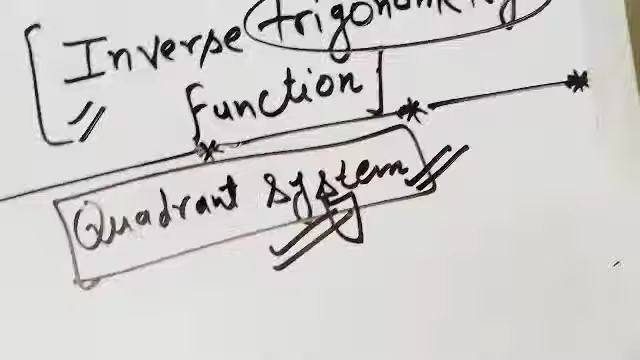 Inverse trigonometry
function
Quadrant system